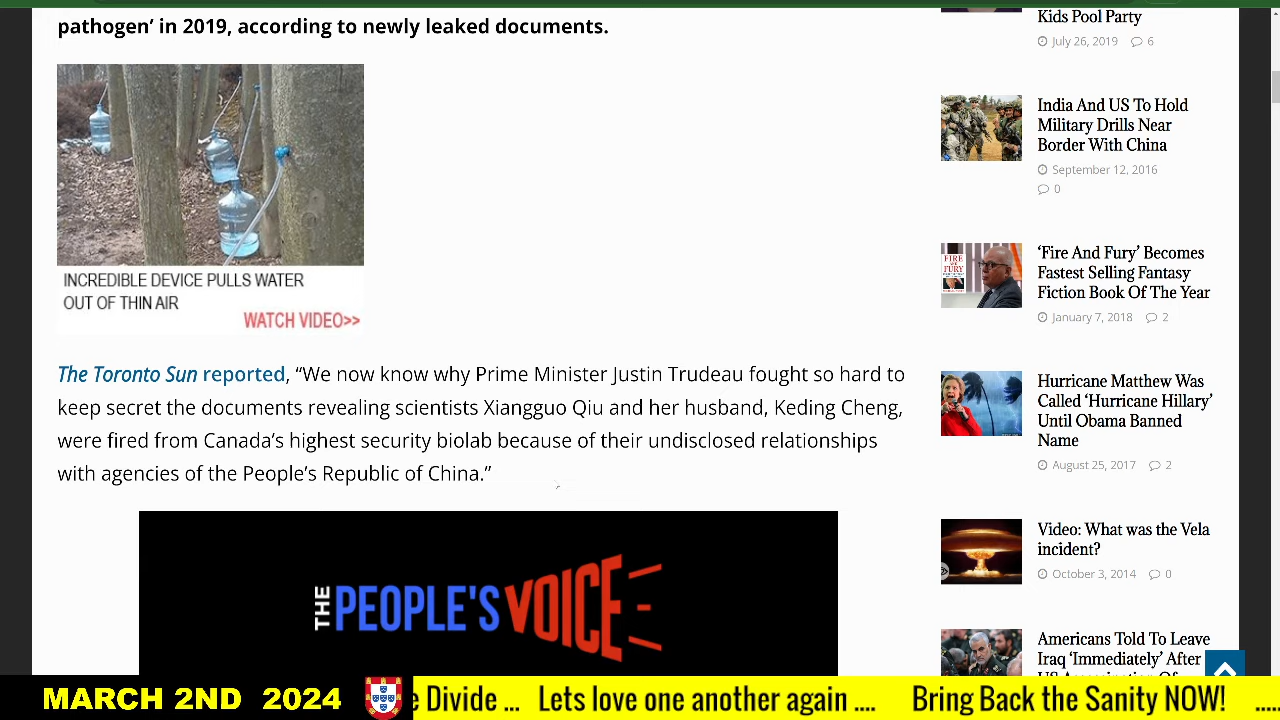 pathogen’ in 2019, according to newly leaked documents.
INCREDIBLE DEVICE PULLS WATER
OUT OF THIN AIR
WATCH VIDEO>>
The Toronto Sun reported, “We now know why Prime Minister Justin Trudeau fought so hard to
keep secret the documents revealing scientists Xiangguo Qiu and her husband, Keding Cheng,
were fired from Canada’s highest security biolab because of their undisclosed relationships
with agencies of the People’s Republic of China.”
THE PEOPLE'S VOICE
Kids Pool Party
July 26, 2019 6
India And US To Hold
Military Drills Near
Border With China
September 12, 2016
0
FIRE
FURY
‘Fire And Fury’ Becomes
Fastest Selling Fantasy
Fiction Book Of The Year
January 7, 2018 2
Hurricane Matthew Was
Called ‘Hurricane Hillary’
Until Obama Banned
Name
August 25, 2017 2
Video: What was the Vela
incident?
October 3, 2014 0
Americans Told To Leave
Iraq ‘Immediately’ After
MARCH 2ND 2024
e Divide ... Lets love one another again .... Bring Back the Sanity NOW! .....